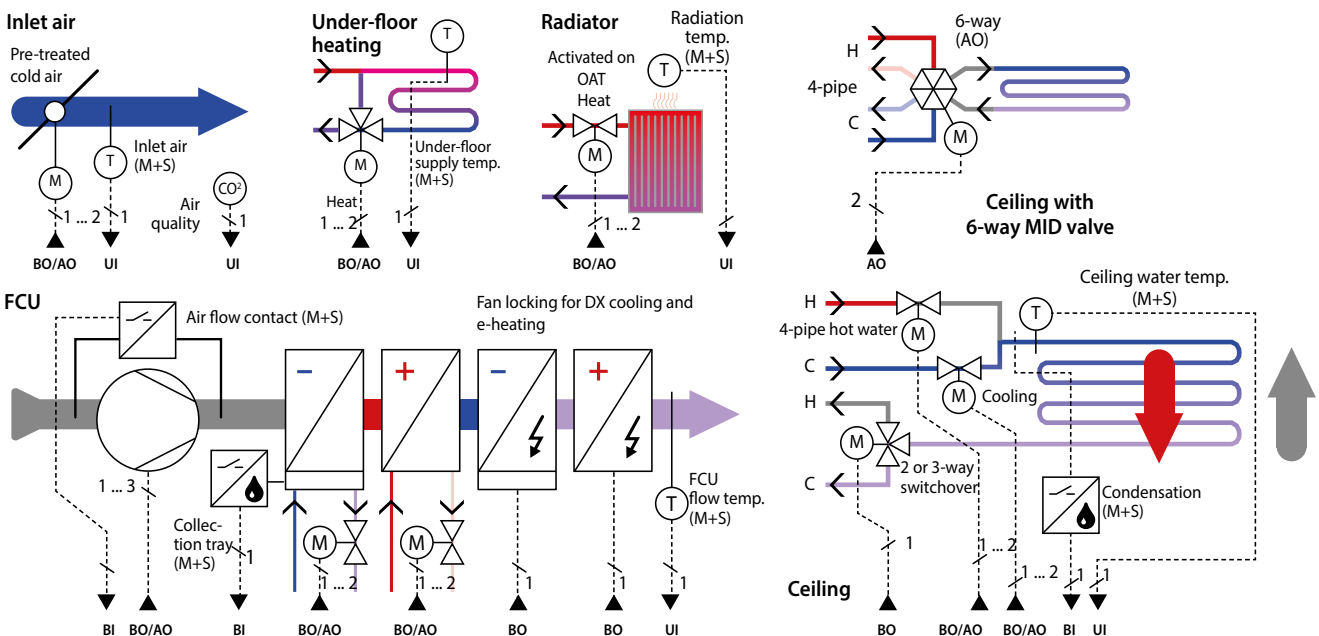 Inlet air
Pre-treated
cold air
Inlet air
(M+S)
T
M
CO²
Air
quality
1 ... 2
1
1
BO/AO
UI
UI
Under-floor
heating
T
M
Under-floor
supply temp.
(M+S)
Heat
1 ... 2
1
BO/AO
UI
Radiator
Radiation
temp.
(M+S)
Activated on
OAT
Heat
T
M
1 ... 2
BO/AO
UI
6-way
(AO)
H
4-pipe
C
M
2
Ceiling with
6-way MID valve
AO
FCU
Air flow contact (M+S)
Fan locking for DX cooling and
e-heating
–
+
–
+
1 ... 3
Collec-
tion tray
(M+S)
1
M
1 ... 2
M
1 ... 2
1
1
FCU
flow temp.
(M+S)
T
1
BI
BO/AO
BI
BO/AO
BO/AO
BO
BO
UI
Ceiling water temp.
(M+S)
H
T
4-pipe hot water
M
C
M
Cooling
H
M
2 or 3-way
switchover
C
Condensation
(M+S)
1
1 ... 2
1 ... 2
1
1
Ceiling
BO
BO/AO
BO/AO
BI
UI